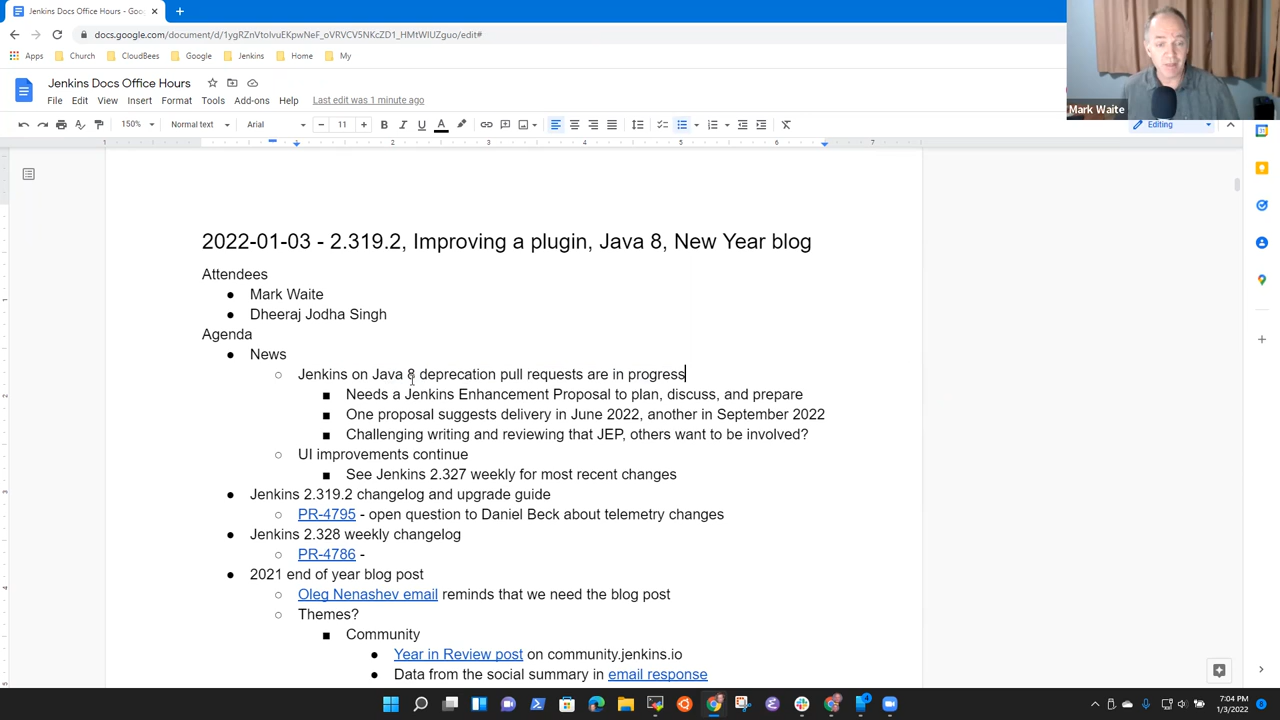 Jenkins Docs Office Hours - Goo
docs.google.com/document/d/1ygRZnVtoIvuEKpwNeF_oVRVCV5NKcZD1_HMtWIUZguo/edit#
Apps Church CloudBees Google Jenkins Home My
Jenkins Docs Office Hours
File Edit View Insert Format Tools Add-ons Help Last edit was 1 minute ago
Mark Waite
150% Normal text Arial 11 Editing
1 1 2 3 4 5 6 7
2022-01-03 - 2.319.2, Improving a plugin, Java 8, New Year blog
Attendees
● Mark Waite
● Dheeraj Jodha Singh
Agenda
● News
○ Jenkins on Java 8 deprecation pull requests are in progress
■ Needs a Jenkins Enhancement Proposal to plan, discuss, and prepare
■ One proposal suggests delivery in June 2022, another in September 2022
■ Challenging writing and reviewing that JEP, others want to be involved?
○ UI improvements continue
■ See Jenkins 2.327 weekly for most recent changes
● Jenkins 2.319.2 changelog and upgrade guide
○ PR-4795 - open question to Daniel Beck about telemetry changes
● Jenkins 2.328 weekly changelog
○ PR-4786 -
● 2021 end of year blog post
○ Oleg Nenashev email reminds that we need the blog post
○ Themes?
■ Community
● Year in Review post on community.jenkins.io
● Data from the social summary in email response
7:04 PM
1/3/2022